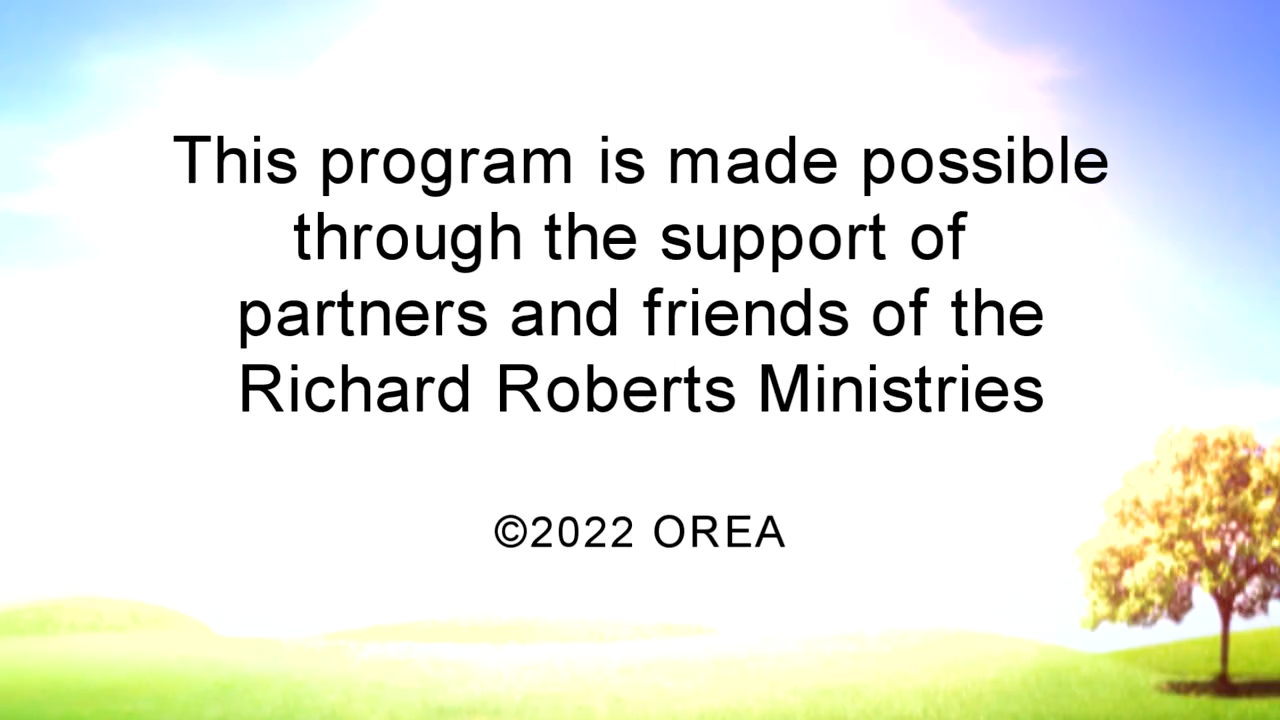 This program is made possible
through the support of
partners and friends of the
Richard Roberts Ministries
©2022 OREA